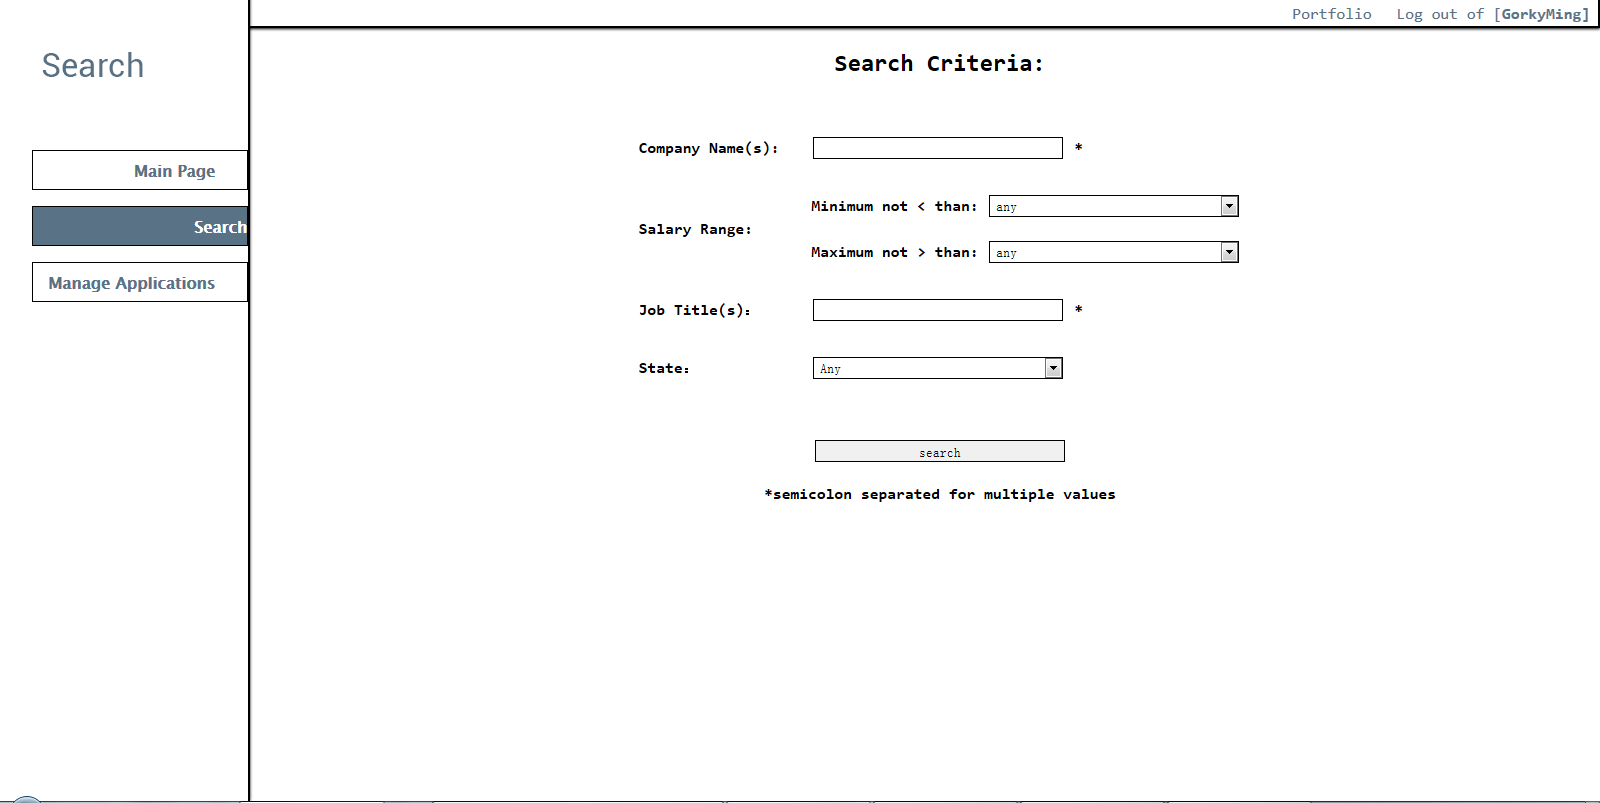 Portfolio Log out of [GorkyMing]
Search
Search Criteria:
Main Page
Search
Manage Applications
Company Name(s): *
Salary Range:
Minimum not < than: any
Maximum not > than: any
Job Title(s): *
State: Any
search
*semicolon separated for multiple values